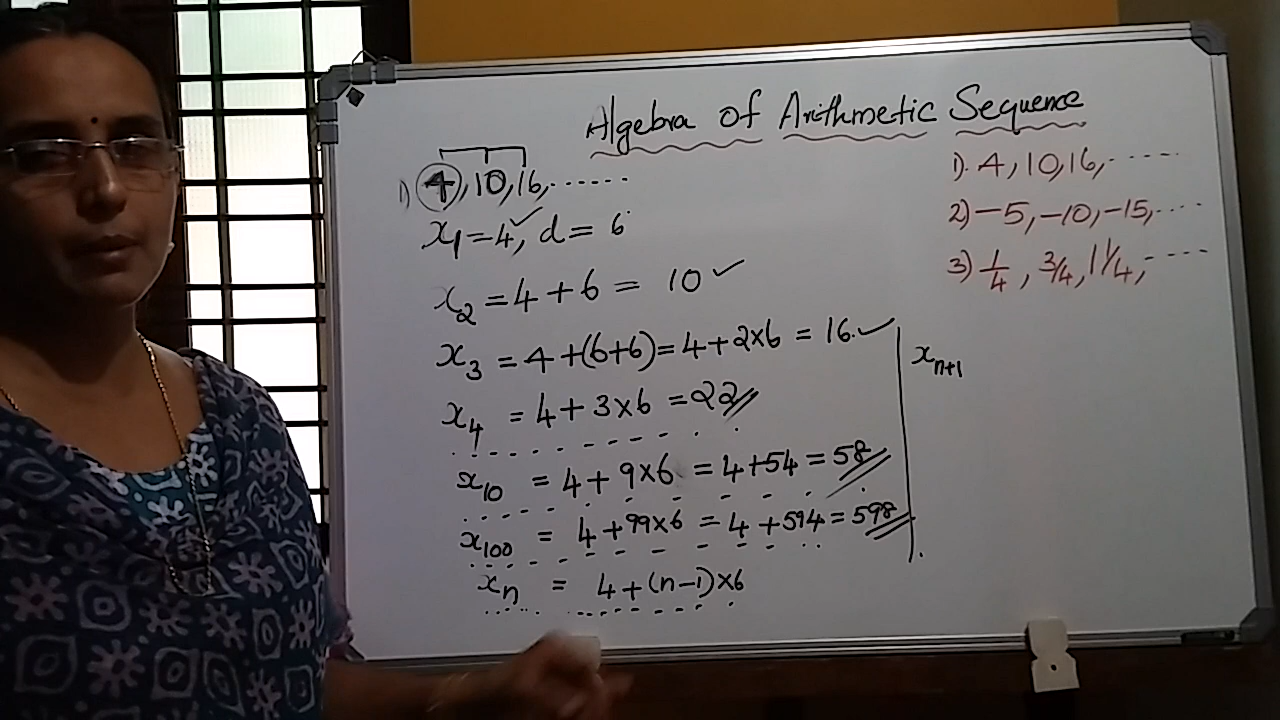 Algebra of Arithmetic Sequence
1) 4, 10, 16, ......
x₁ = 4 ✓, d = 6
x₂ = 4 + 6 = 10 ✓
x₃ = 4 + (6+6) = 4 + 2×6 = 16. ✓
x₄ = 4 + 3×6 = 22 //
x₁₀ = 4 + 9×6 = 4 + 54 = 58 //
x₁₀₀ = 4 + 99×6 = 4 + 594 = 598 //
xₙ = 4 + (n-1)×6
xₙ₊₁
1). 4, 10, 16, -----
2) -5, -10, -15, ....
3) 1/4, 3/4, 1 1/4, ----